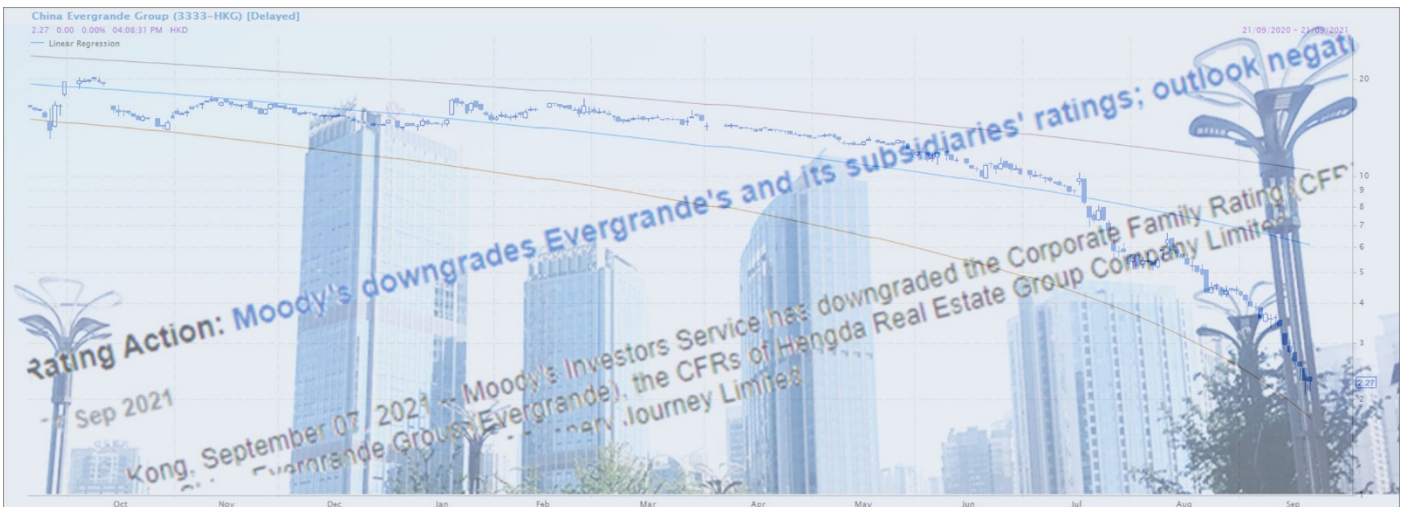 China Evergrande Group (3333-HKG) [Delayed]
2.27 0.00 0.00% 04:08:31 PM HKD
21/09/2020 - 21/09/2021
Linear Regression
Rating Action: Moody's downgrades Evergrande's and its subsidiaries' ratings; outlook negati
Sep 2021
Kong, September 07, 2021 -- Moody's Investors Service has downgraded the Corporate Family Rating (CFR
Evergrande Group (Evergrande), the CFRs of Hengda Real Estate Group Company Limited
Journey Limited
20
10
9
8
7
6
5
4
3
2.27
2
Oct Nov Dec Jan Feb Mar Apr May Jun Jul Aug Sep